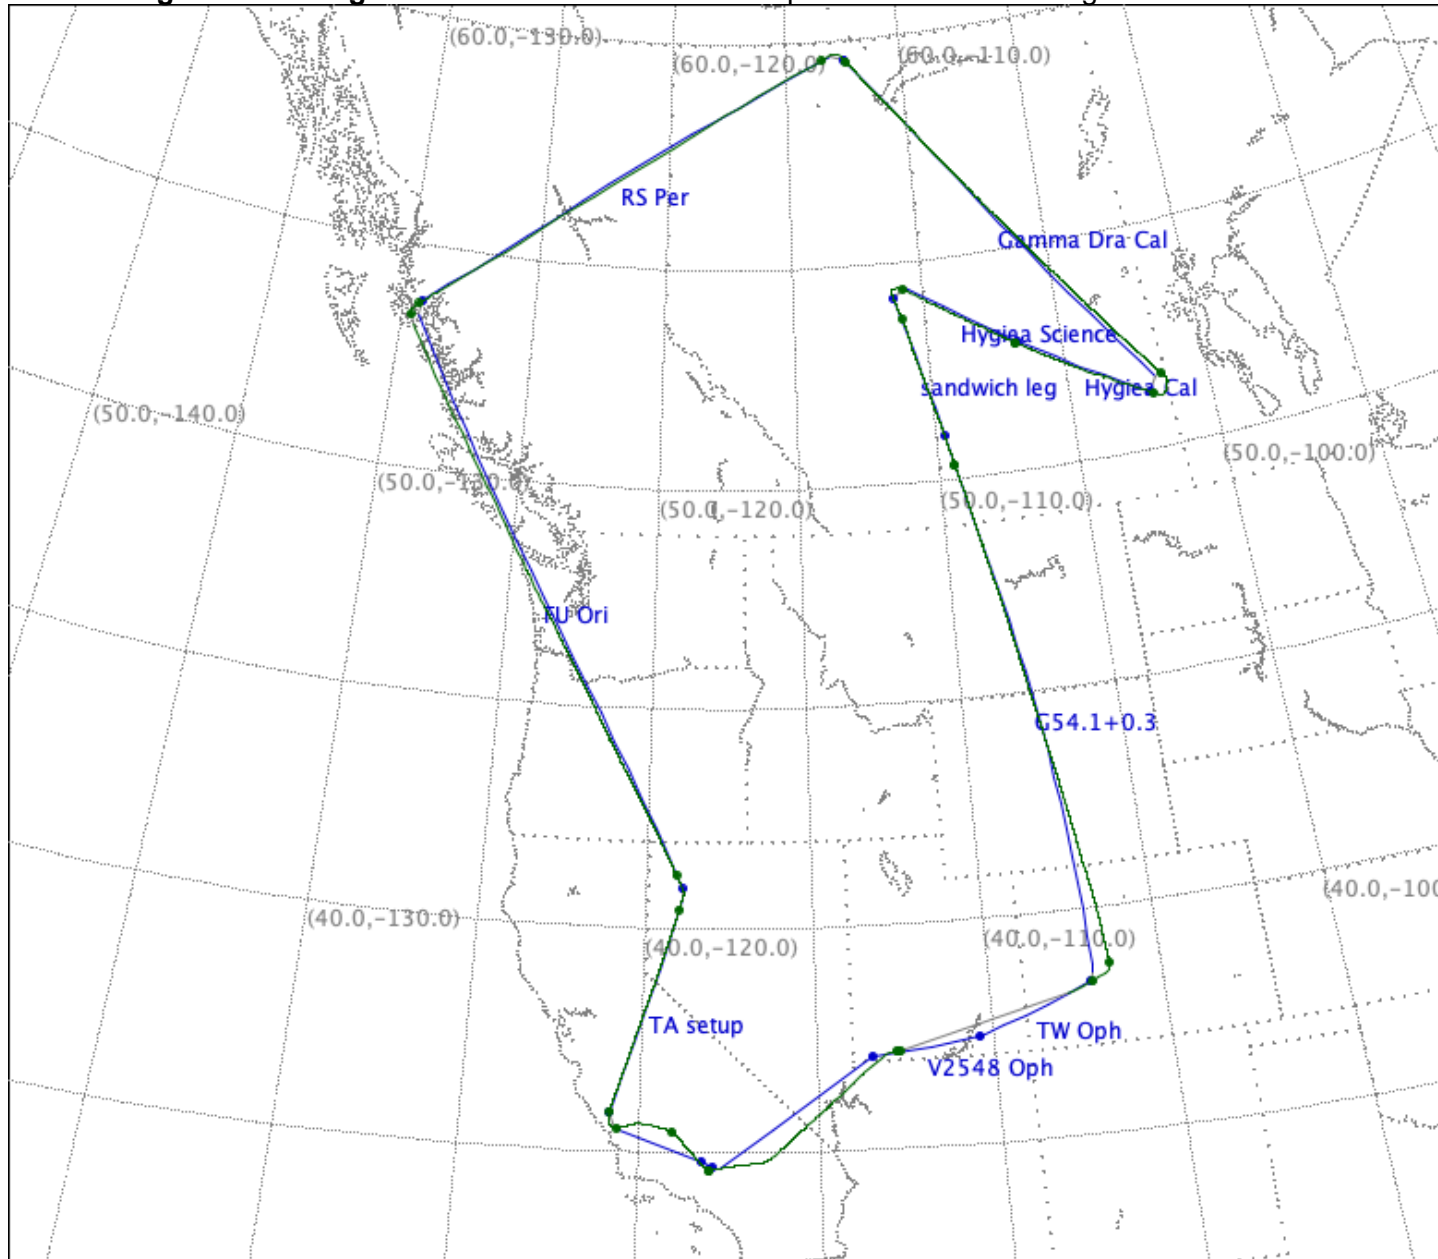 (60.0,-130.0)
(60.0,-120.0)
(60.0,-110.0)
RS Per
Gamma Dra Cal
Hygiea Science
sandwich leg
Hygiea Cal
(50.0,-140.0)
(50.0,-130.0)
(50.0,-120.0)
(50.0,-110.0)
(50.0,-100.0)
FU Ori
G54.1+0.3
(40.0,-130.0)
(40.0,-120.0)
(40.0,-110.0)
(40.0,-100
TA setup
TW Oph
V2548 Oph